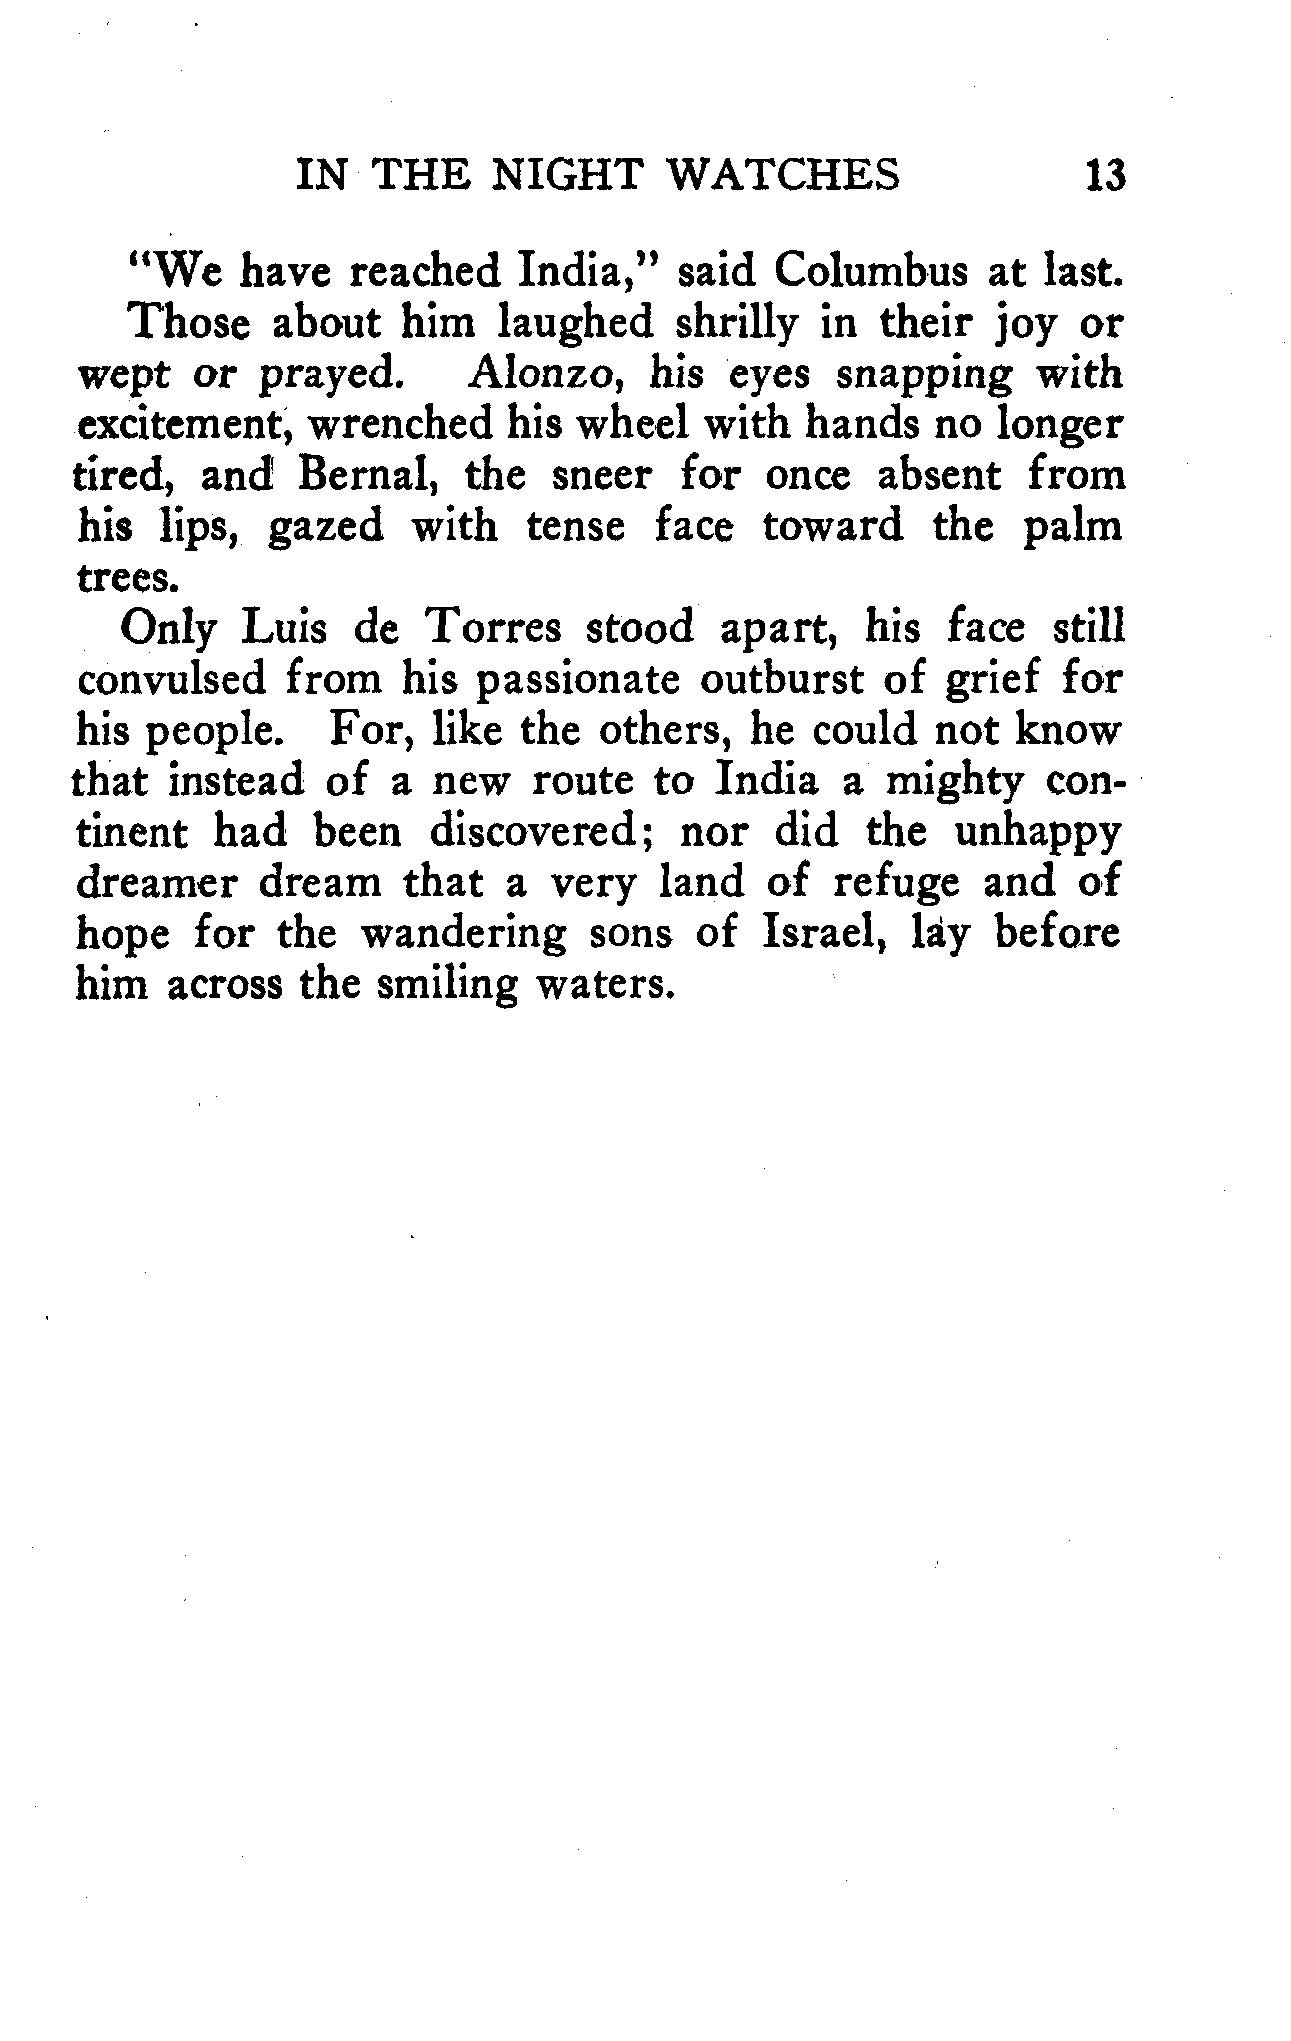 IN THE NIGHT WATCHES 13
"We have reached India," said Columbus at last.
Those about him laughed shrilly in their joy or
wept or prayed. Alonzo, his eyes snapping with
excitement, wrenched his wheel with hands no longer
tired, and Bernal, the sneer for once absent from
his lips, gazed with tense face toward the palm
trees.
Only Luis de Torres stood apart, his face still
convulsed from his passionate outburst of grief for
his people. For, like the others, he could not know
that instead of a new route to India a mighty con-
tinent had been discovered; nor did the unhappy
dreamer dream that a very land of refuge and of
hope for the wandering sons of Israel, lay before
him across the smiling waters.